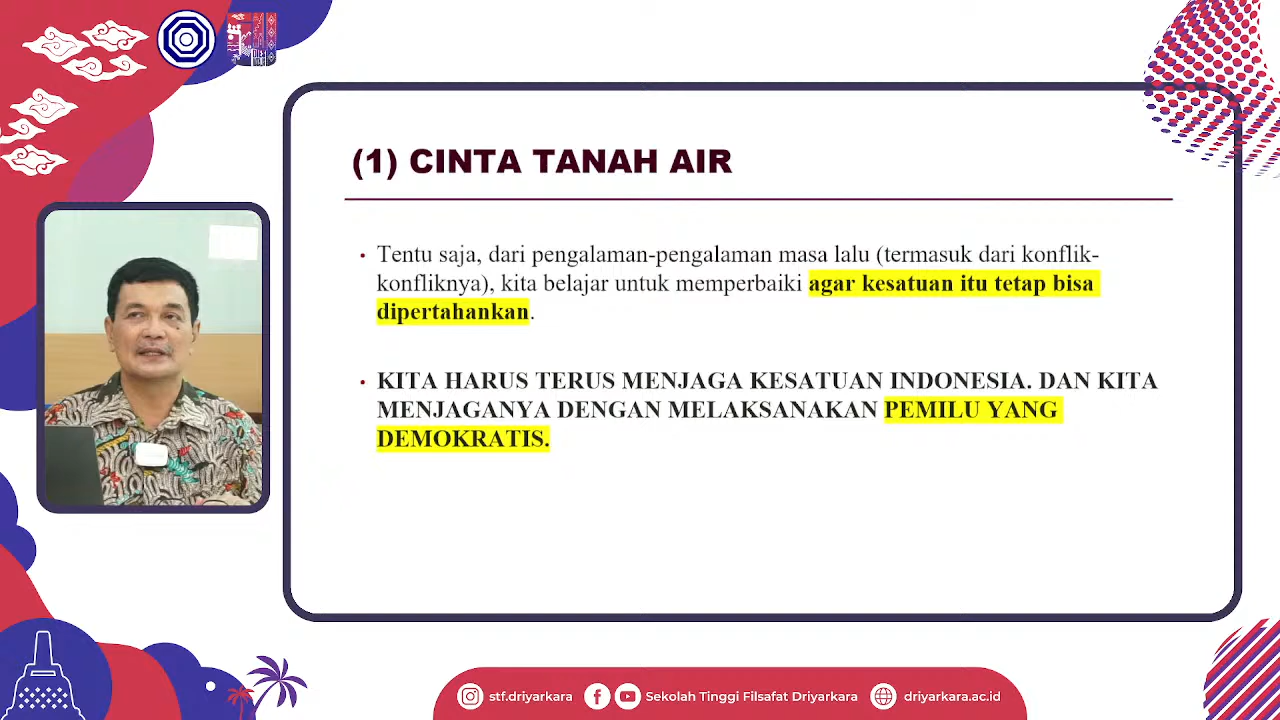 (1) CINTA TANAH AIR
• Tentu saja, dari pengalaman-pengalaman masa lalu (termasuk dari konflik-
konfliknya), kita belajar untuk memperbaiki agar kesatuan itu tetap bisa
dipertahankan.
• KITA HARUS TERUS MENJAGA KESATUAN INDONESIA. DAN KITA
MENJAGANYA DENGAN MELAKSANAKAN PEMILU YANG
DEMOKRATIS.
stf.driyarkara Sekolah Tinggi Filsafat Driyarkara driyarkara.ac.id